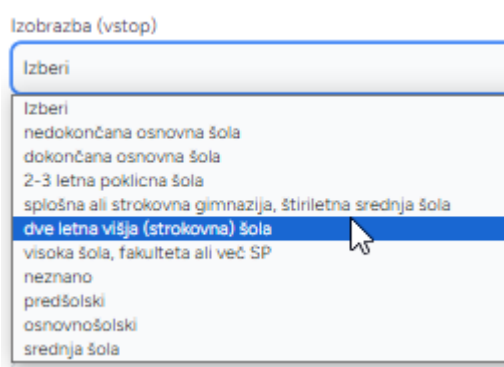 Izobrazba (vstop)
Izberi
Izberi
nedokončana osnovna šola
dokončana osnovna šola
2-3 letna poklicna šola
splošna ali strokovna gimnazija, štiriletna srednja šola
dve letna višja (strokovna) šola
visoka šola, fakulteta ali več SP
neznano
predšolski
osnovnošolski
srednja šola